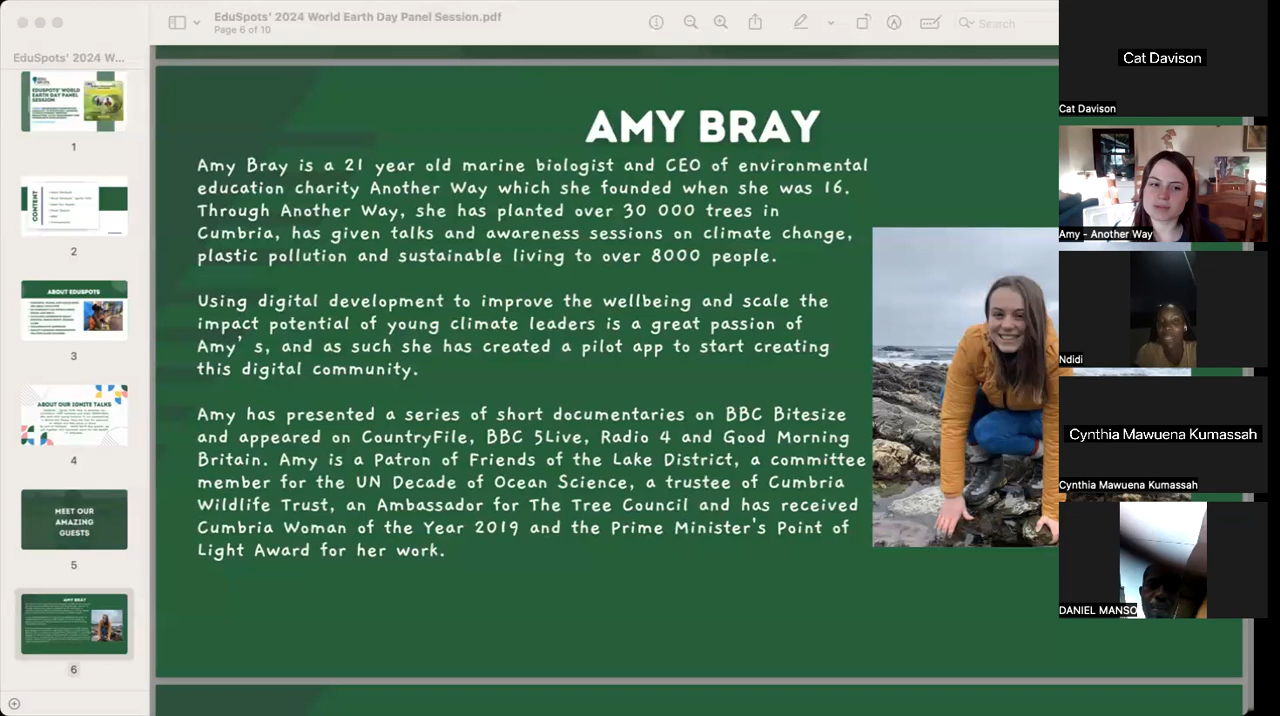 EduSpots' 2024 World Earth Day Panel Session.pdf
Page 6 of 10
Search
EduSpots' 2024 W...
EDUSPOTS' WORLD
EARTH DAY PANEL
SESSION
1
CONTENT
2
ABOUT EDUSPOTS
3
ABOUT OUR IGNITE TALKS
4
MEET OUR
AMAZING
GUESTS
5
AMY BRAY
6
AMY BRAY
Amy Bray is a 21 year old marine biologist and CEO of environmental
education charity Another Way which she founded when she was 16.
Through Another Way, she has planted over 30 000 trees in
Cumbria, has given talks and awareness sessions on climate change,
plastic pollution and sustainable living to over 8000 people.
Using digital development to improve the wellbeing and scale the
impact potential of young climate leaders is a great passion of
Amy's, and as such she has created a pilot app to start creating
this digital community.
Amy has presented a series of short documentaries on BBC Bitesize
and appeared on CountryFile, BBC 5Live, Radio 4 and Good Morning
Britain. Amy is a Patron of Friends of the Lake District, a committee
member for the UN Decade of Ocean Science, a trustee of Cumbria
Wildlife Trust, an Ambassador for The Tree Council and has received
Cumbria Woman of the Year 2019 and the Prime Minister's Point of
Light Award for her work.
Cat Davison
Cat Davison
Amy - Another Way
Ndidi
Cynthia Mawuena Kumassah
Cynthia Mawuena Kumassah
DANIEL MANSO